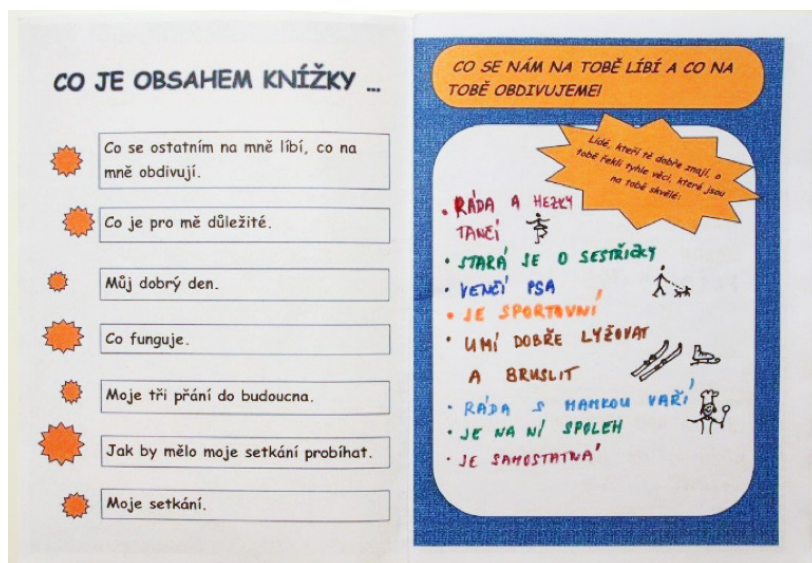 CO JE OBSAHEM KNÍŽKY ...
Co se ostatním na mně líbí, co na
mně obdivují.
Co je pro mě důležité.
Můj dobrý den.
Co funguje.
Moje tři přání do budoucna.
Jak by mělo moje setkání probíhat.
Moje setkání.
CO SE NÁM NA TOBĚ LÍBÍ A CO NA
TOBĚ OBDIVUJEME!
Lidé, kteří tě dobře znají, o
tobě řekli tyhle věci, které jsou
na tobě skvělé:
• RÁDA A HEZKY
TANČÍ
• STARÁ SE O SESTŘIČKY
• VENČÍ PSA
• JE SPORTOVNÍ
• UMÍ DOBŘE LYŽOVAT
A BRUSLIT
• RÁDA S MAMKOU VAŘÍ
• JE NA NÍ SPOLEH
• JE SAMOSTATNÁ